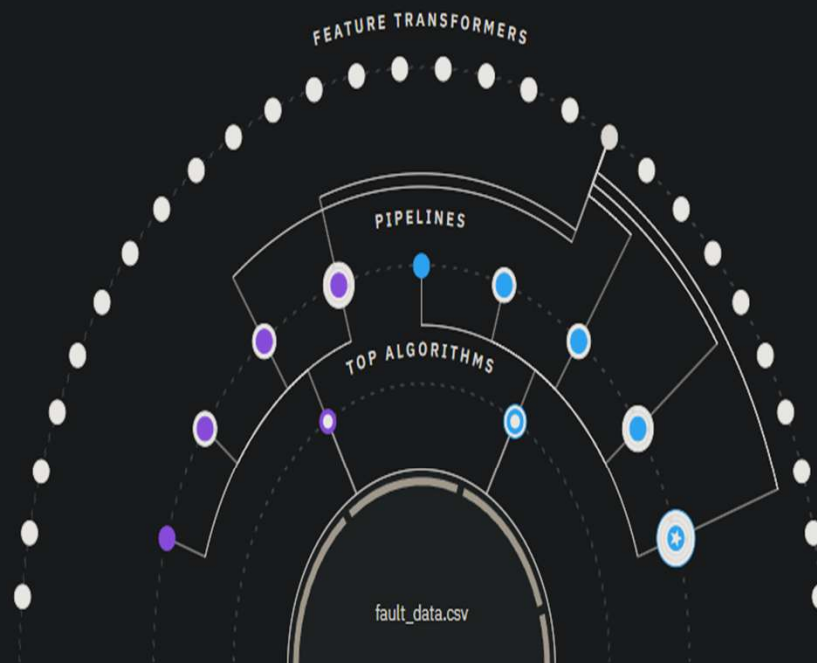 FEATURE TRANSFORMERS
PIPELINES
TOP ALGORITHMS
fault_data.csv